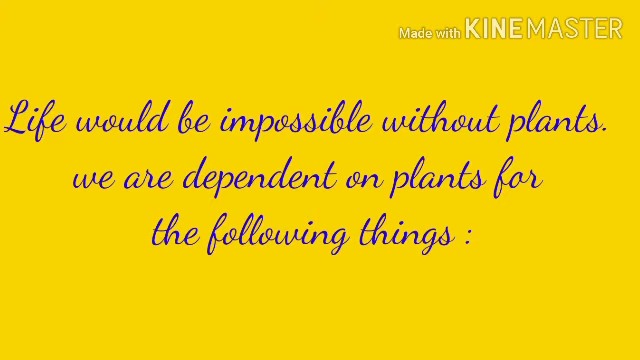 Made with KINEMASTER
Life would be impossible without plants.
we are dependent on plants for
the following things :